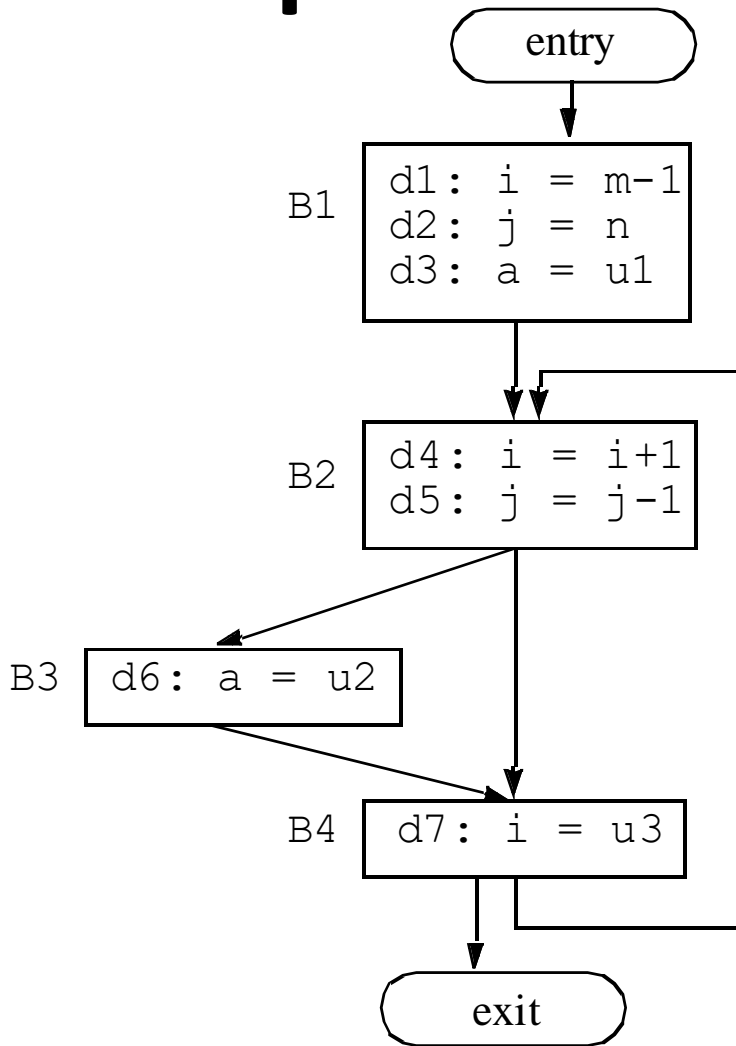 entry
B1
d1: i = m-1
d2: j = n
d3: a = u1
B2
d4: i = i+1
d5: j = j-1
B3
d6: a = u2
B4
d7: i = u3
exit